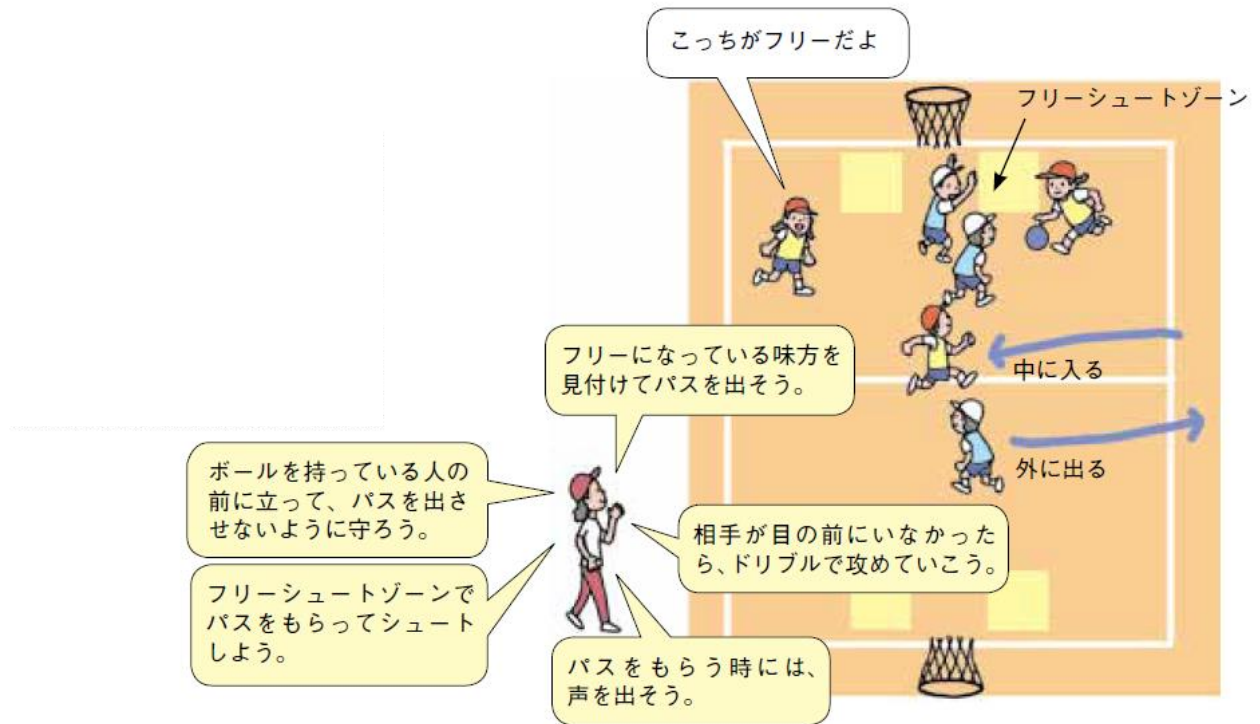 こっちがフリーだよ
フリーシュートゾーン
フリーになっている味方を
見付けてパスを出そう。
中に入る
外に出る
ボールを持っている人の
前に立って、パスを出さ
せないように守ろう。
相手が目の前にいなかった
ら、ドリブルで攻めていこう。
フリーシュートゾーンで
パスをもらってシュート
しよう。
パスをもらう時には、
声を出そう。